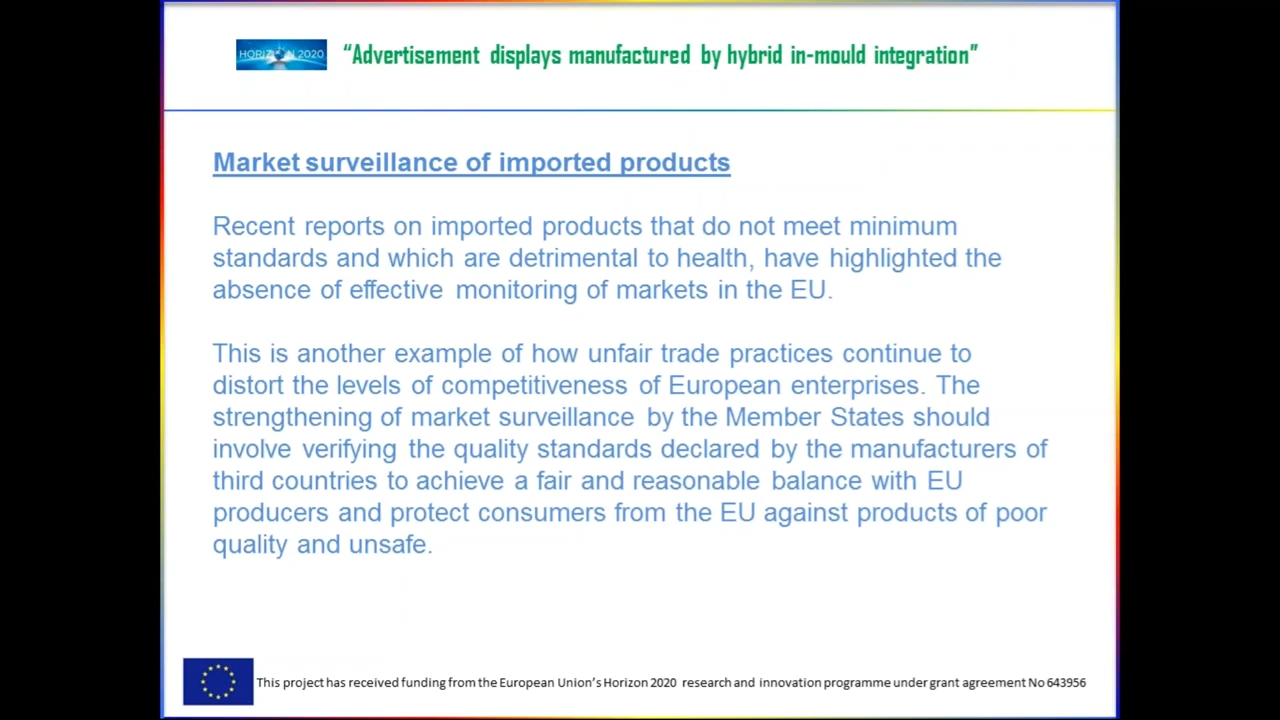 HORIZON 2020
“Advertisement displays manufactured by hybrid in-mould integration”
Market surveillance of imported products
Recent reports on imported products that do not meet minimum
standards and which are detrimental to health, have highlighted the
absence of effective monitoring of markets in the EU.
This is another example of how unfair trade practices continue to
distort the levels of competitiveness of European enterprises. The
strengthening of market surveillance by the Member States should
involve verifying the quality standards declared by the manufacturers of
third countries to achieve a fair and reasonable balance with EU
producers and protect consumers from the EU against products of poor
quality and unsafe.
This project has received funding from the European Union’s Horizon 2020 research and innovation programme under grant agreement No 643956